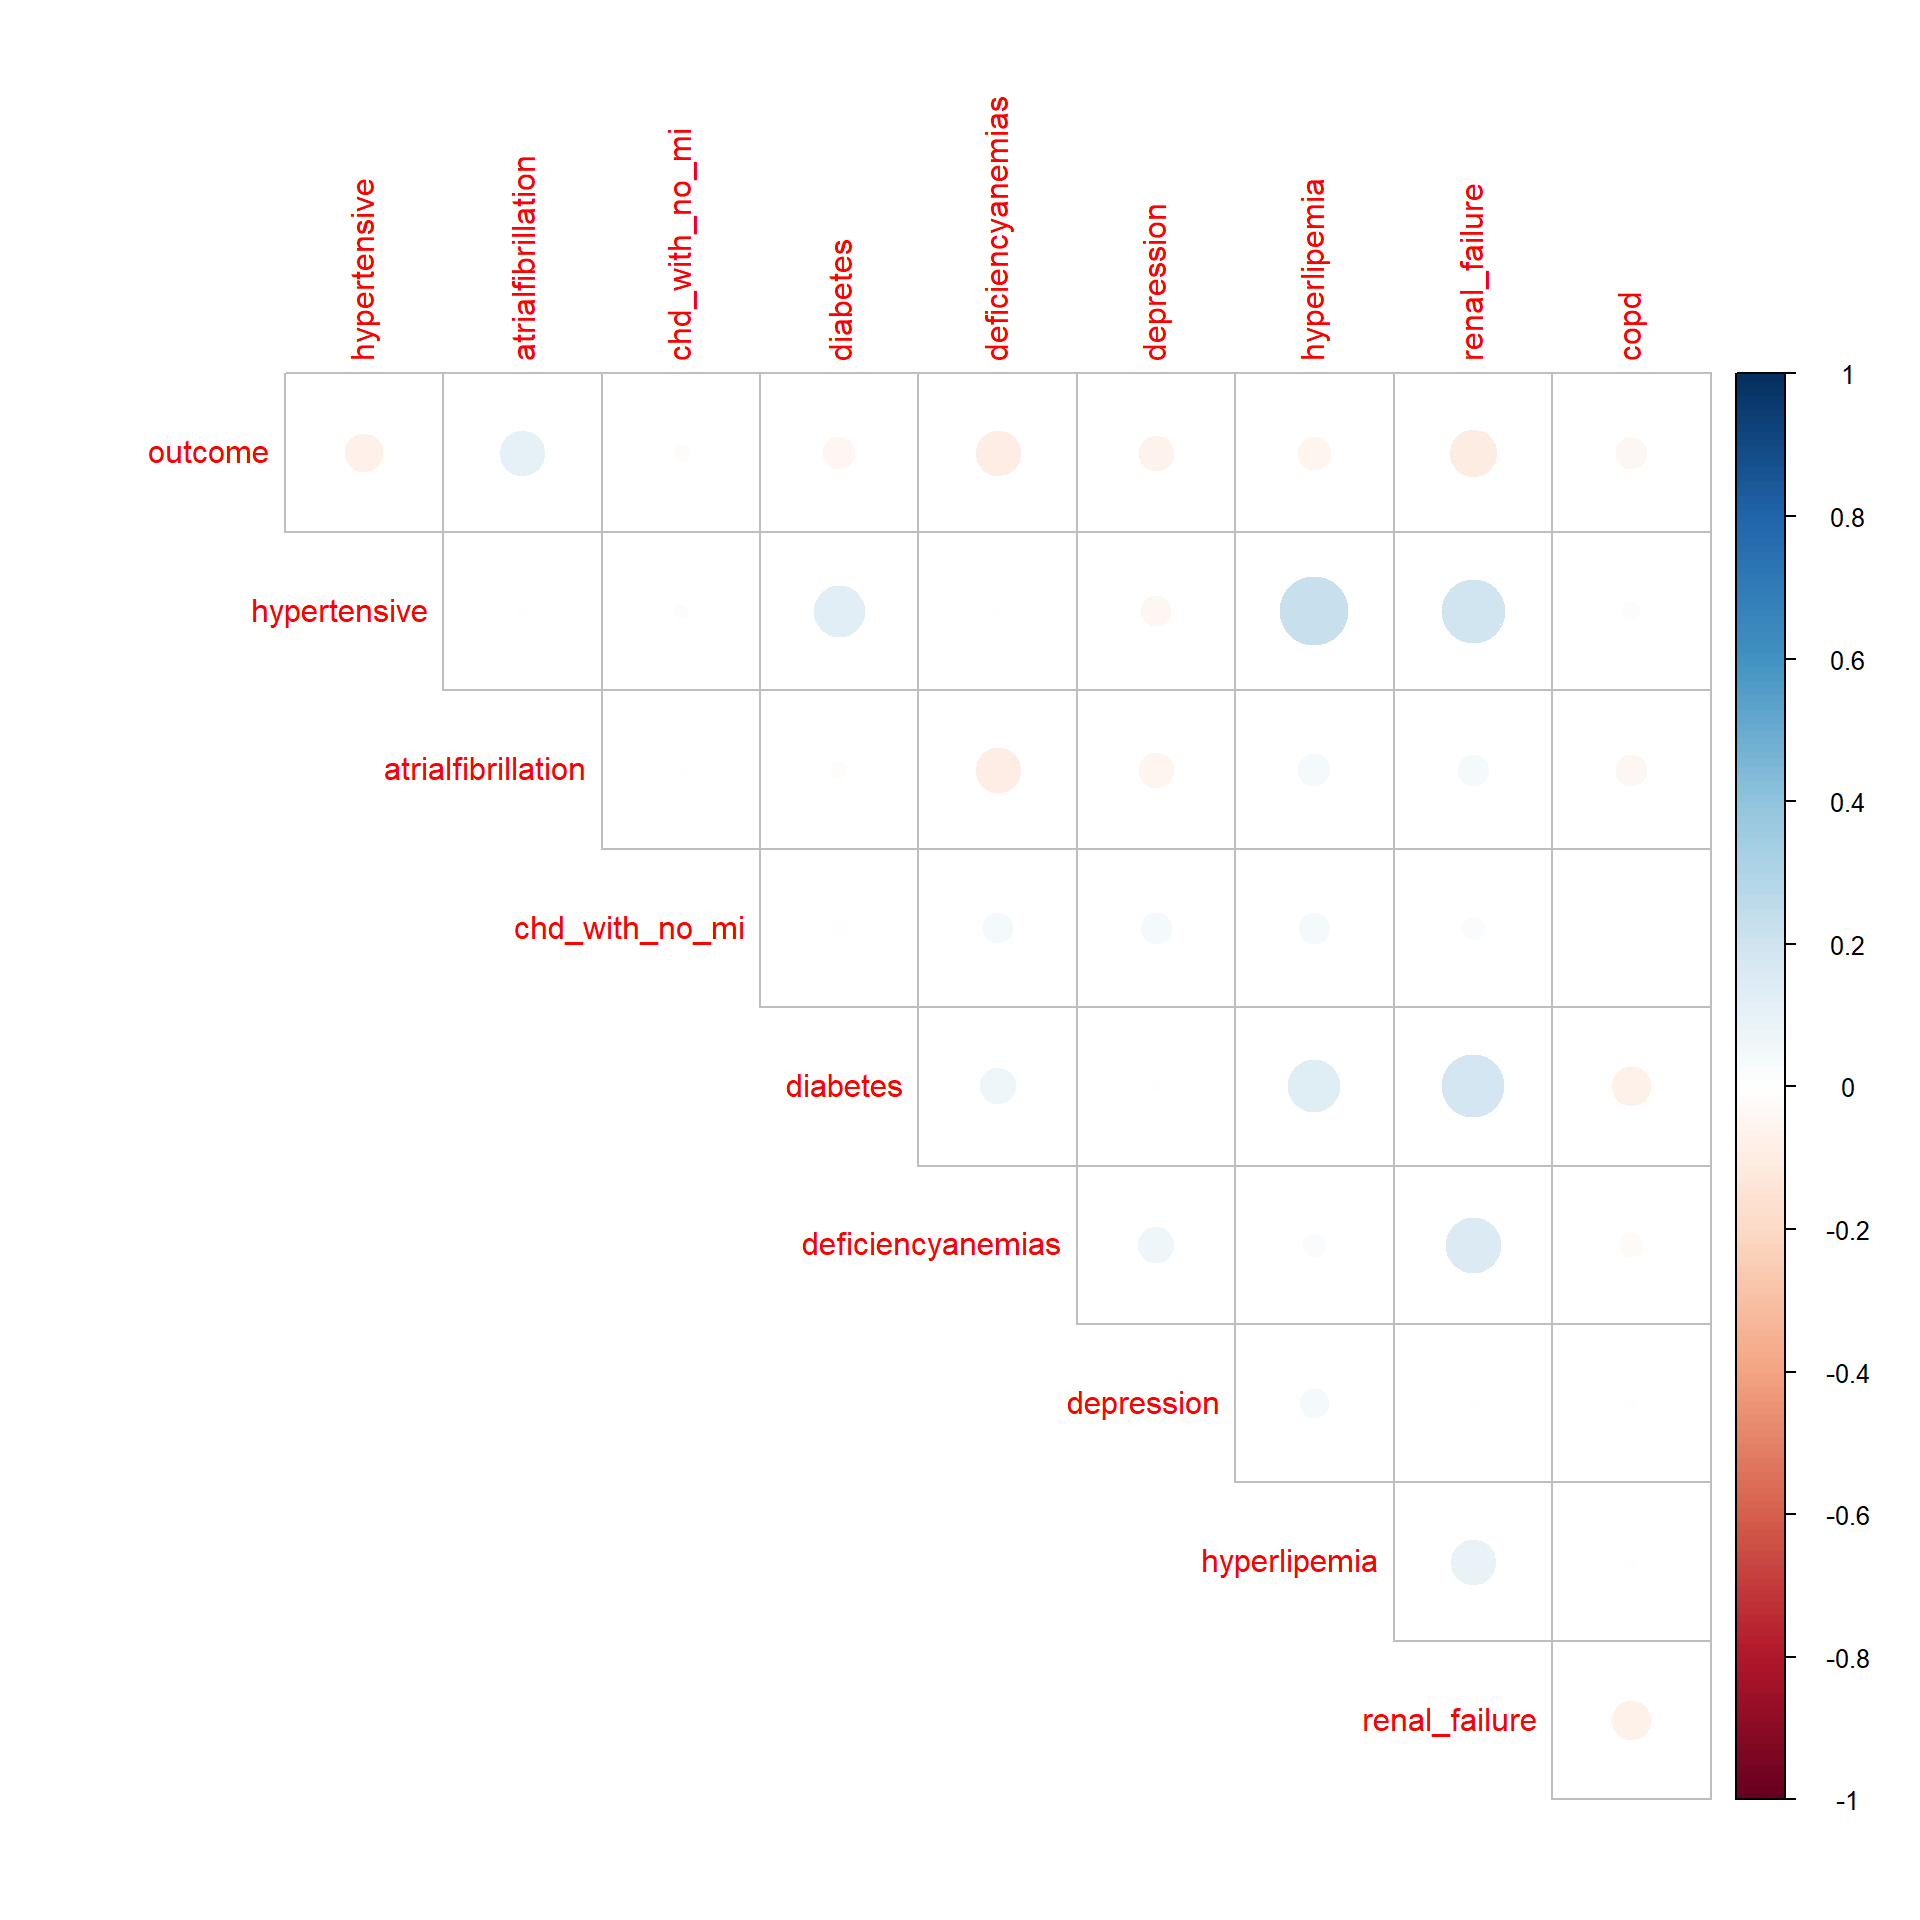 hypertensive
atrialfibrillation
chd_with_no_mi
diabetes
deficiencyanemias
depression
hyperlipemia
renal_failure
copd
outcome
hypertensive
atrialfibrillation
chd_with_no_mi
diabetes
deficiencyanemias
depression
hyperlipemia
renal_failure
1
0.8
0.6
0.4
0.2
0
-0.2
-0.4
-0.6
-0.8
-1